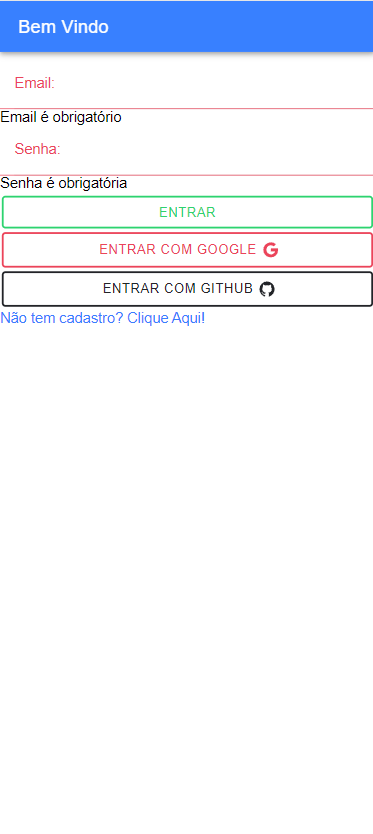 Bem Vindo
Email:
Email é obrigatório
Senha:
Senha é obrigatória
ENTRAR
ENTRAR COM GOOGLE
ENTRAR COM GITHUB
Não tem cadastro? Clique Aqui!